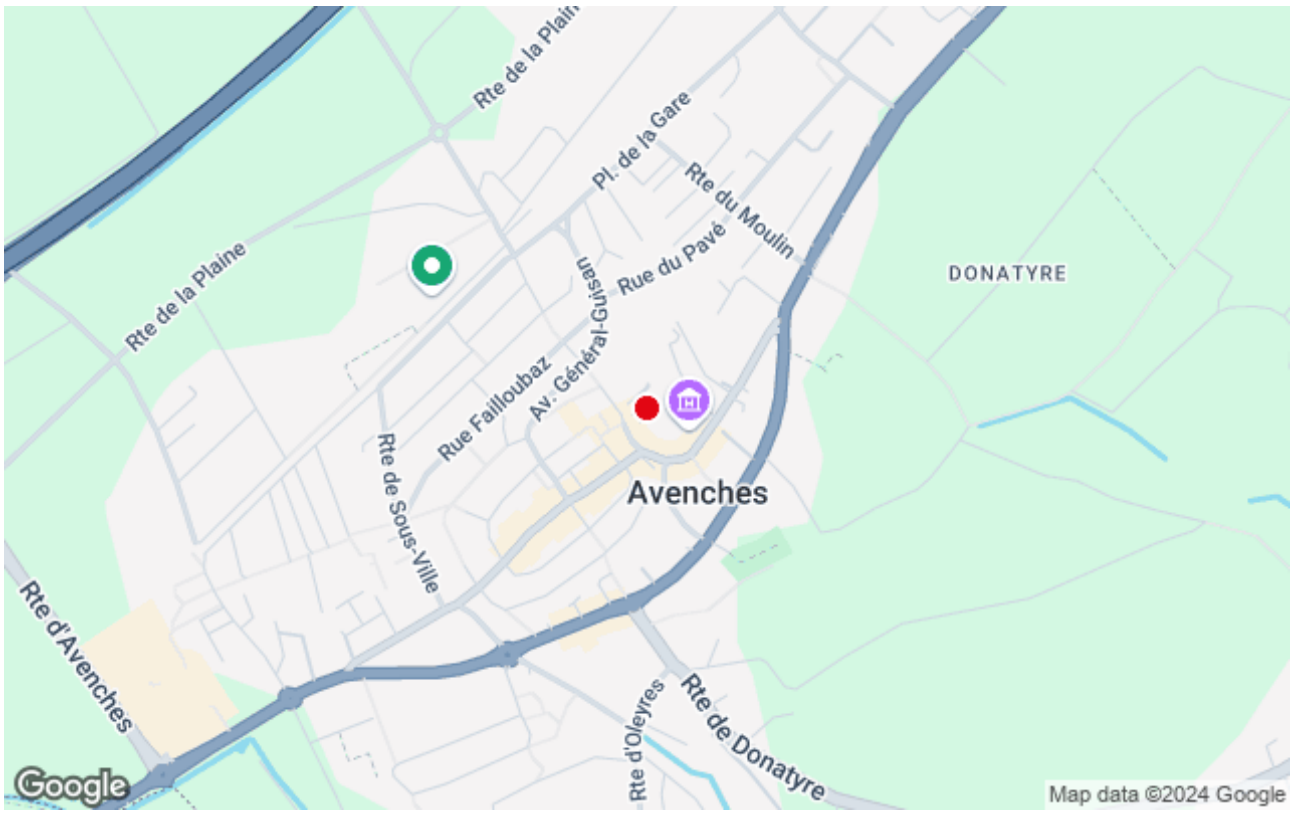 Rte de la Plain
Pl. de la Gare
Rte du Moulin
Rte de la Plaine
Rue du Pavé
DONATYRE
Av. Général-Guisan
Rue Failloubaz
Rte de Sous-Ville
Avenches
Rte d'Avenches
Rte d'Oleyres
Rte de Donatyre
Google
Map data ©2024 Google